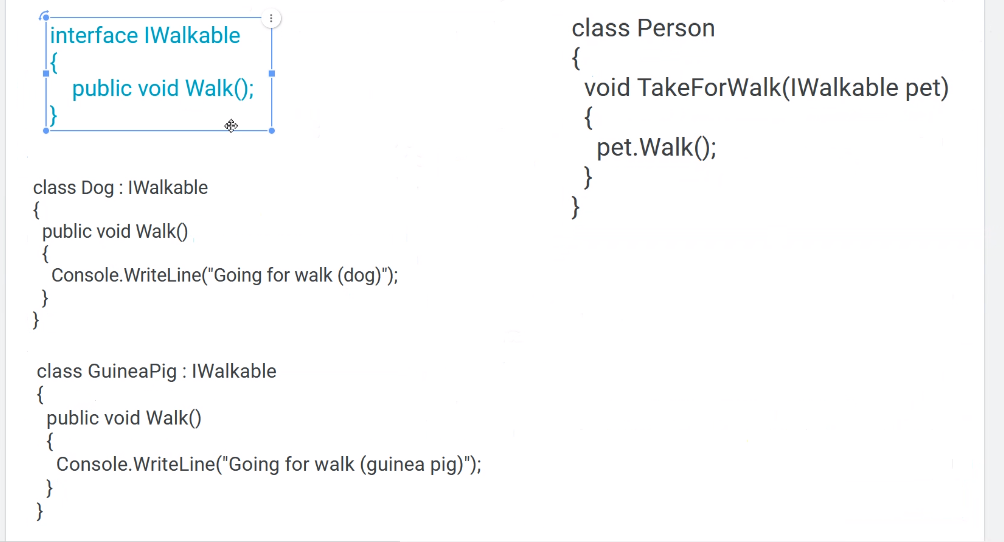 interface IWalkable
{
public void Walk();
}
class Dog : IWalkable
{
public void Walk()
{
Console.WriteLine("Going for walk (dog)");
}
}
class GuineaPig : IWalkable
{
public void Walk()
{
Console.WriteLine("Going for walk (guinea pig)");
}
}
class Person
{
void TakeForWalk(IWalkable pet)
{
pet.Walk();
}
}